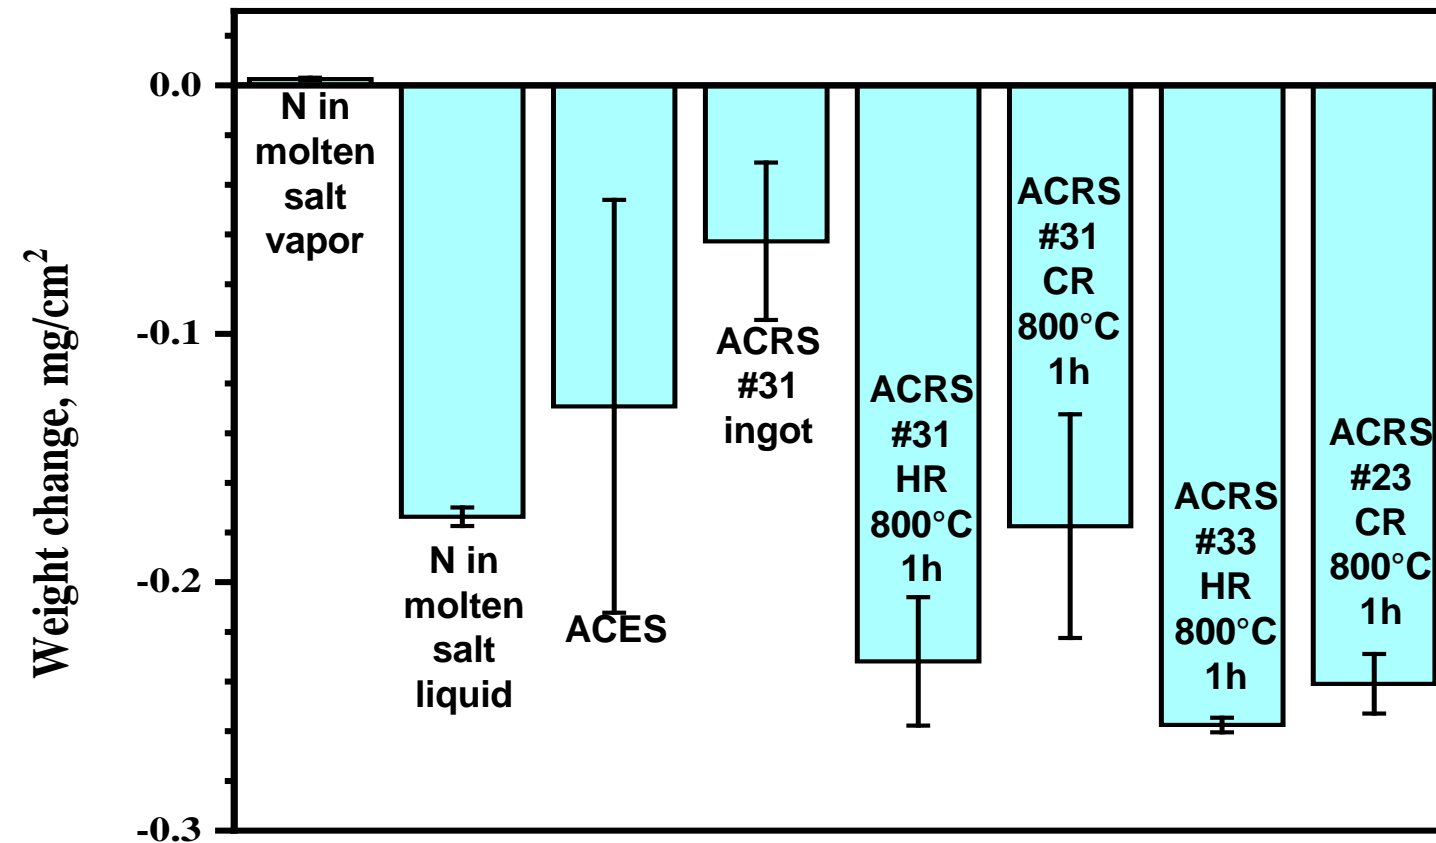 Weight change, mg/cm²
0.0
-0.1
-0.2
-0.3
N in
molten
salt
vapor
N in
molten
salt
liquid
ACES
ACRS
#31
ingot
ACRS
#31
HR
800°C
1h
ACRS
#31
CR
800°C
1h
ACRS
#33
HR
800°C
1h
ACRS
#23
CR
800°C
1h